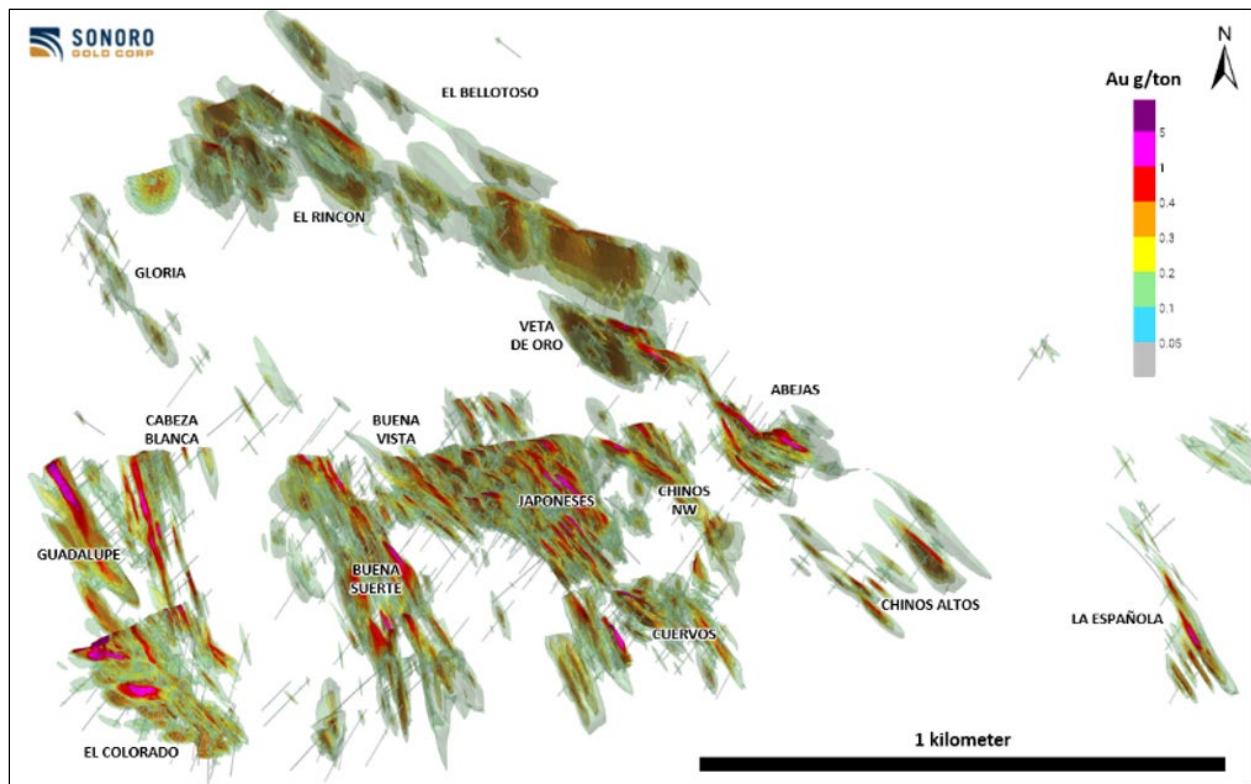 SONORO
GOLD CORP
N
EL BELLOTOSO
Au g/ton
5
1
0.4
0.3
0.2
0.1
0.05
EL RINCON
GLORIA
VETA
DE ORO
ABEJAS
CABEZA
BLANCA
BUENA
VISTA
JAPONESES
CHINOS
NW
GUADALUPE
BUENA
SUERTE
CHINOS ALTOS
LA ESPAÑOLA
CUERVOS
EL COLORADO
1 kilometer